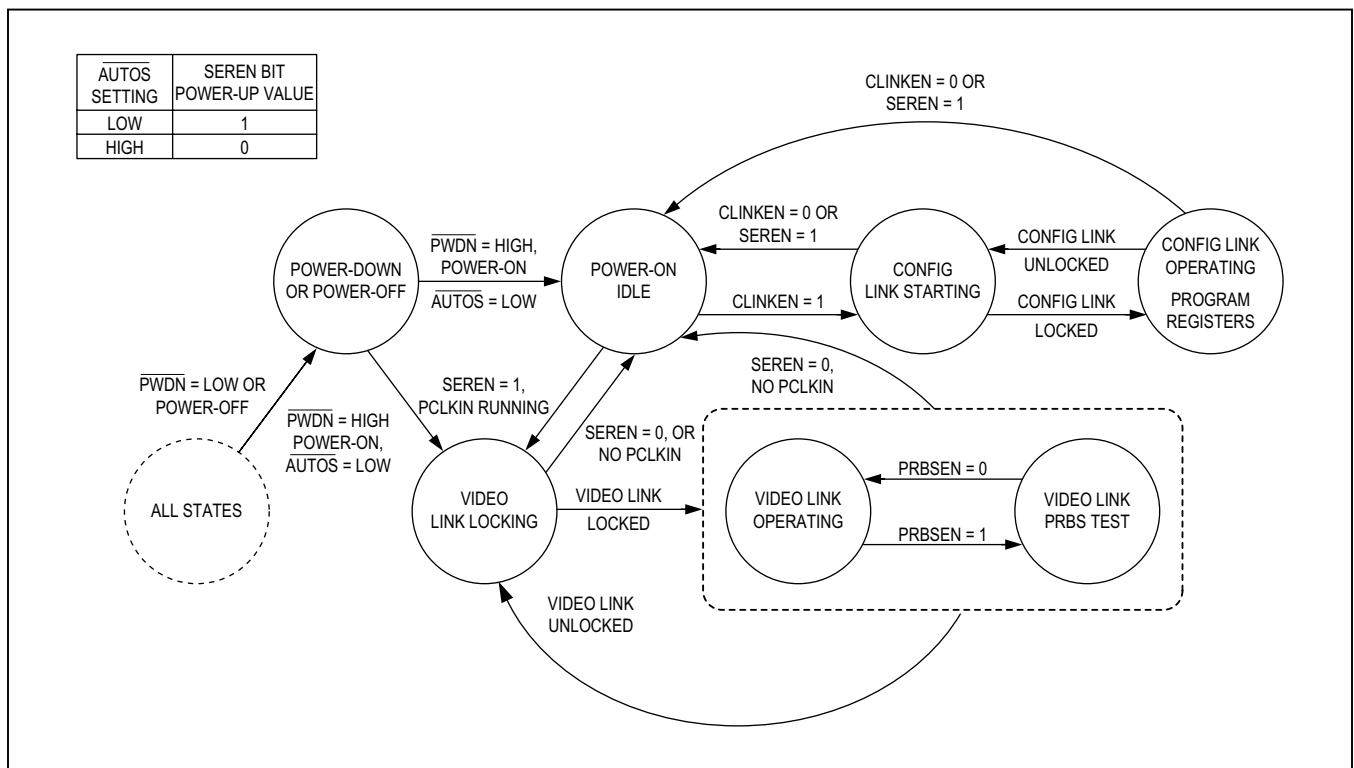 AUTOS SETTING
SEREN BIT POWER-UP VALUE
LOW 1
HIGH 0
CLINKEN = 0 OR
SEREN = 1
POWER-DOWN
OR POWER-OFF
PWDN = HIGH,
POWER-ON
AUTOS = LOW
POWER-ON
IDLE
CLINKEN = 0 OR
SEREN = 1
CLINKEN = 1
CONFIG
LINK STARTING
CONFIG LINK
UNLOCKED
CONFIG LINK
LOCKED
CONFIG LINK
OPERATING
PROGRAM
REGISTERS
PWDN = LOW OR
POWER-OFF
PWDN = HIGH
POWER-ON,
AUTOS = LOW
SEREN = 1,
PCLKIN RUNNING
SEREN = 0, OR
NO PCLKIN
SEREN = 0,
NO PCLKIN
ALL STATES
VIDEO
LINK LOCKING
VIDEO LINK
LOCKED
VIDEO LINK
OPERATING
PRBSEN = 0
PRBSEN = 1
VIDEO LINK
PRBS TEST
VIDEO LINK
UNLOCKED